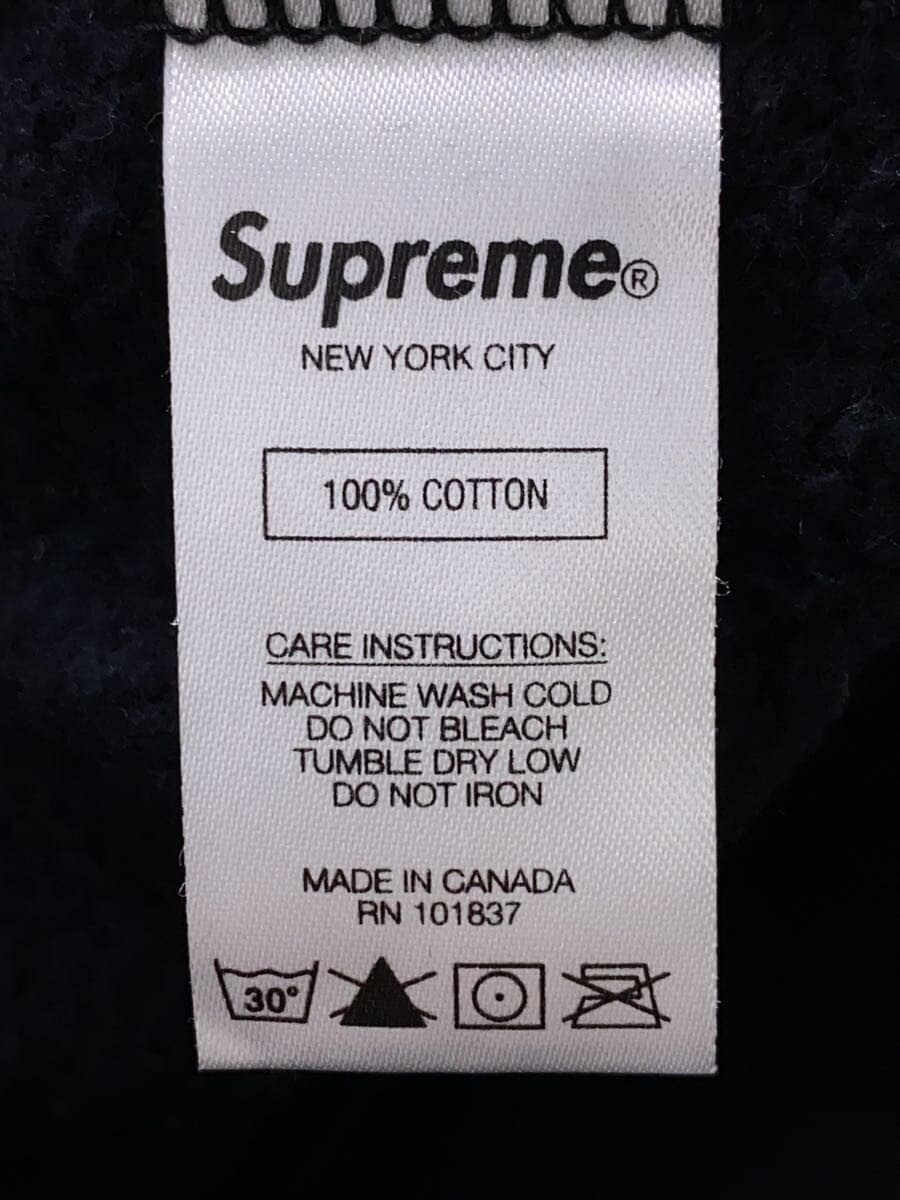 Supreme®
NEW YORK CITY
100% COTTON
CARE INSTRUCTIONS:
MACHINE WASH COLD
DO NOT BLEACH
TUMBLE DRY LOW
DO NOT IRON
MADE IN CANADA
RN 101837
30°